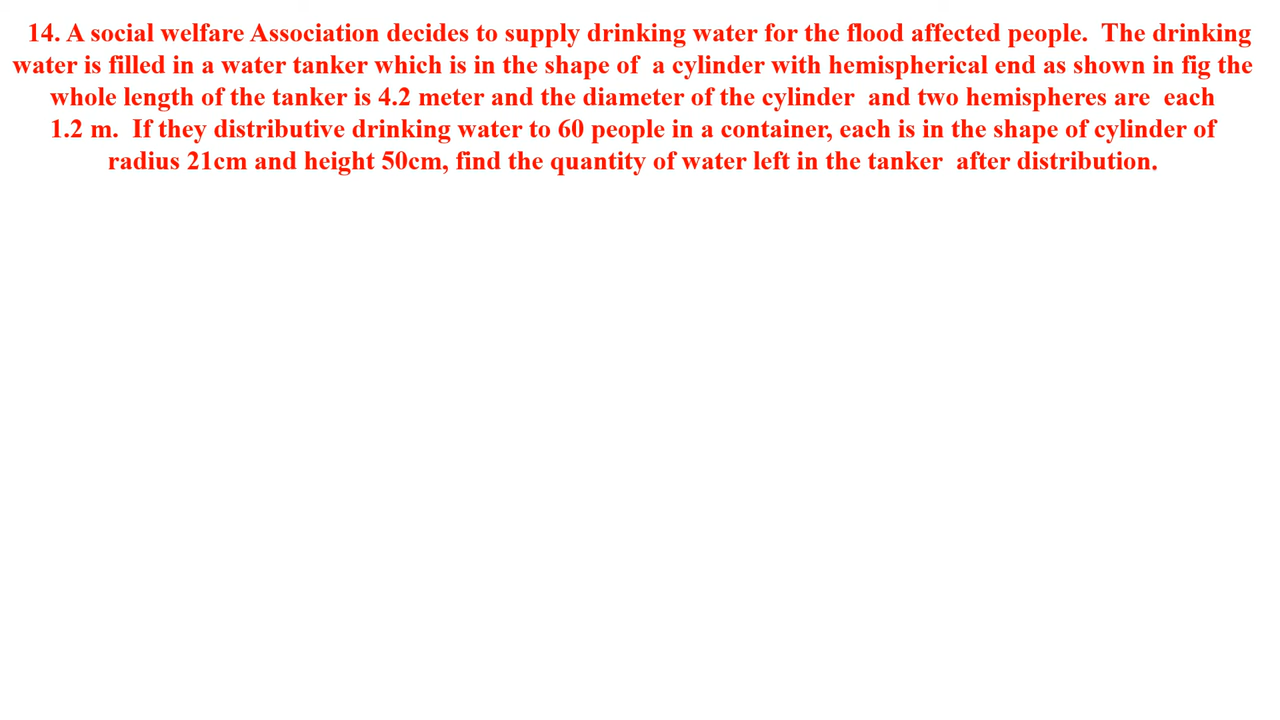 14. A social welfare Association decides to supply drinking water for the flood affected people.  The drinking
water is filled in a water tanker which is in the shape of  a cylinder with hemispherical end as shown in fig the
whole length of the tanker is 4.2 meter and the diameter of the cylinder  and two hemispheres are  each
1.2 m.  If they distributive drinking water to 60 people in a container, each is in the shape of cylinder of
radius 21cm and height 50cm, find the quantity of water left in the tanker  after distribution.